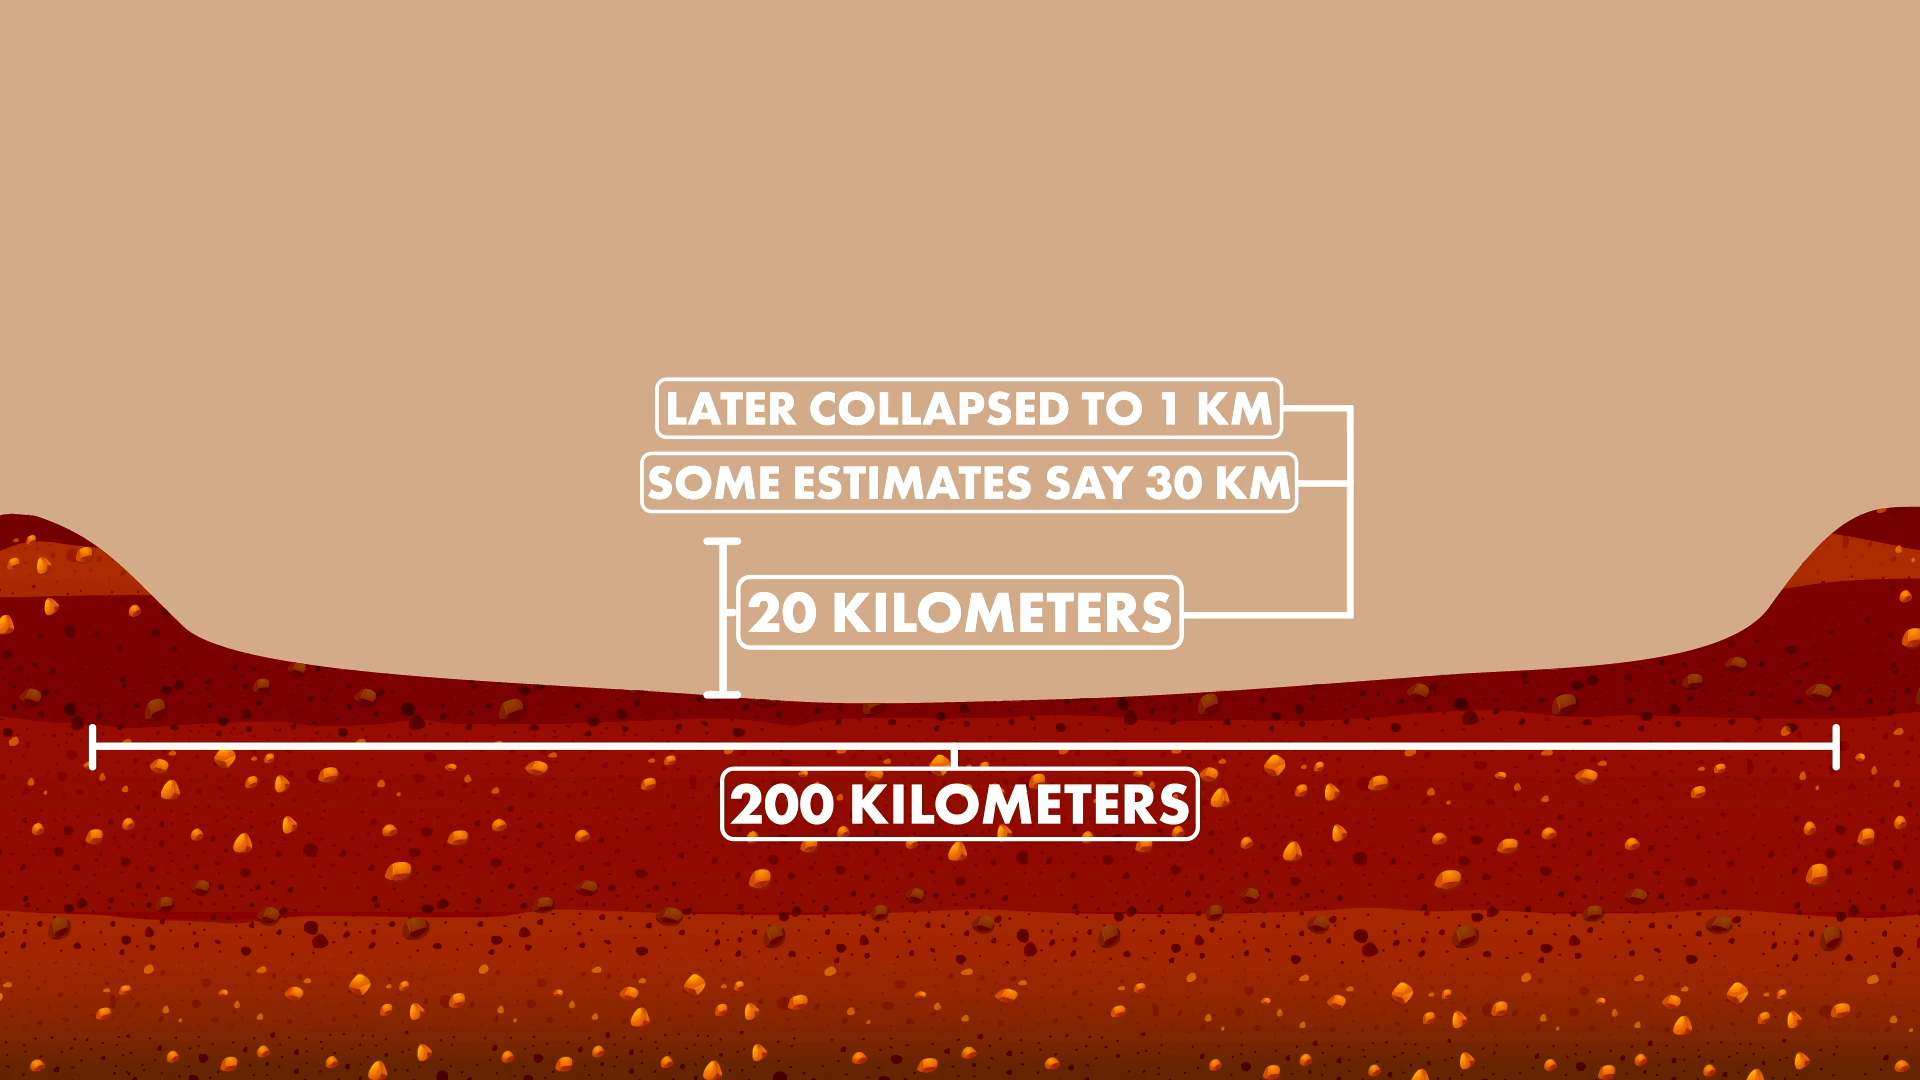 LATER COLLAPSED TO 1 KM
SOME ESTIMATES SAY 30 KM
20 KILOMETERS
200 KILOMETERS